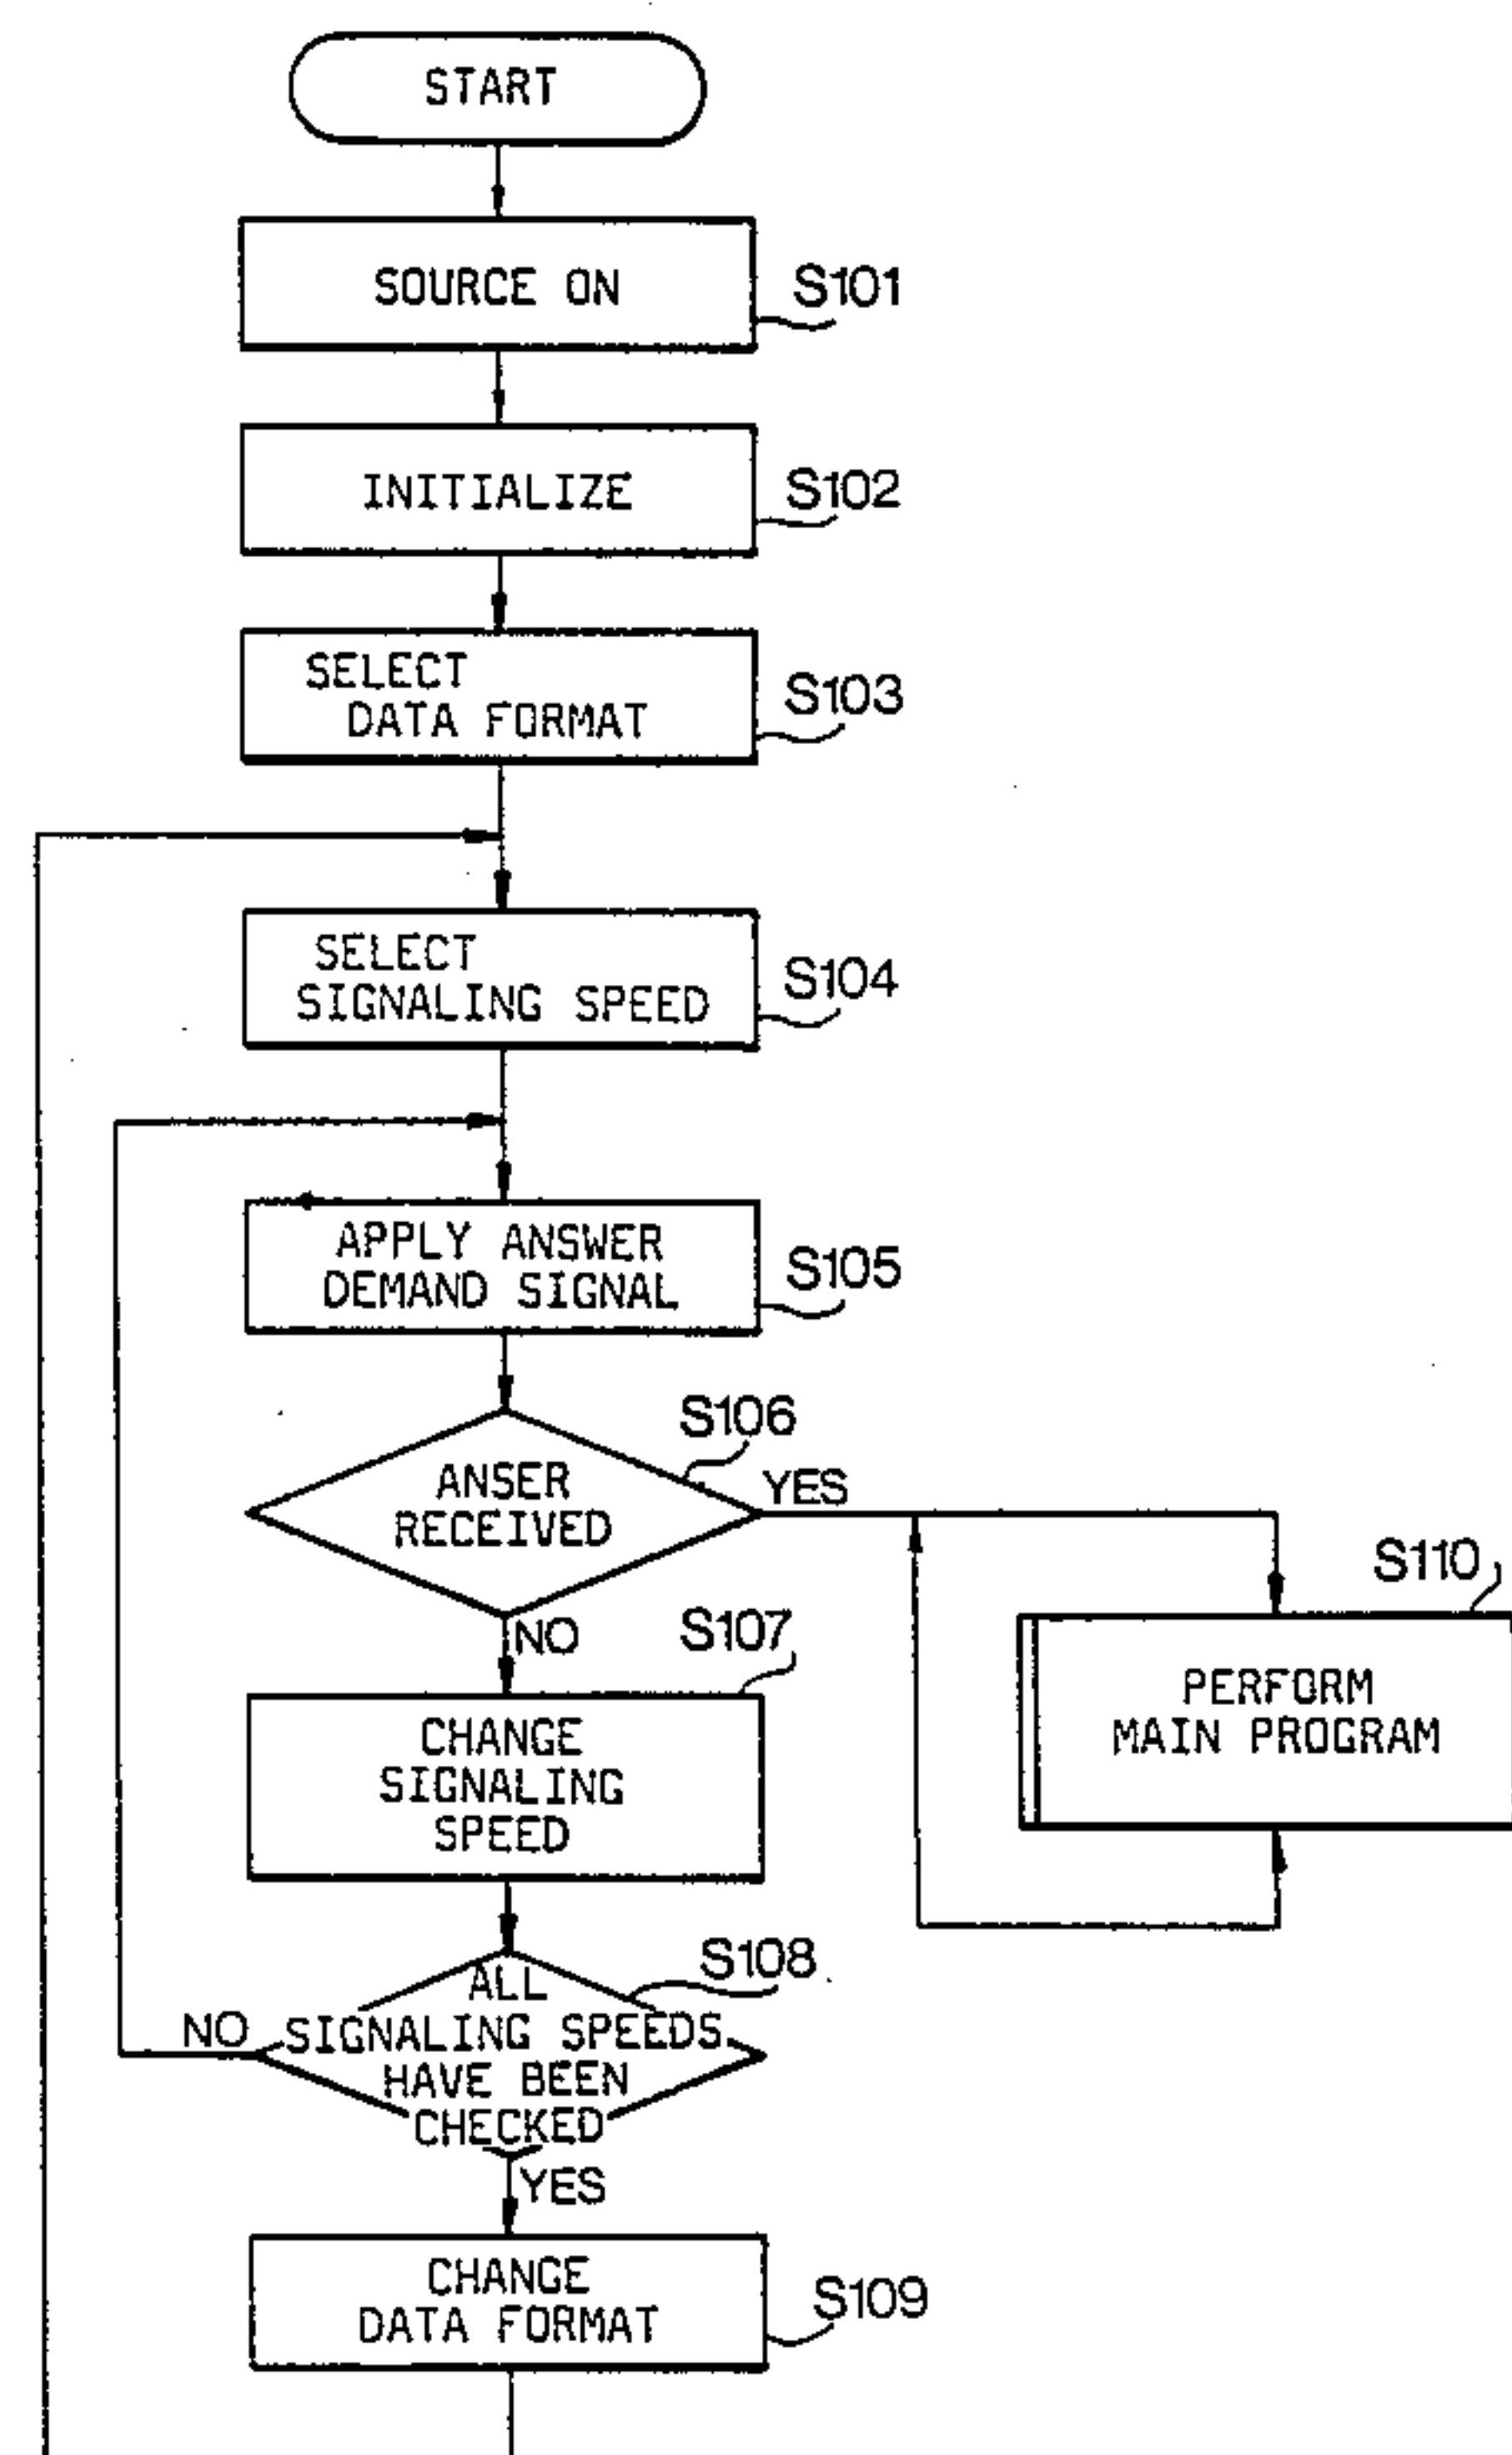 START
SOURCE ON
S101
INITIALIZE
S102
SELECT
DATA FORMAT
S103
SELECT
SIGNALING SPEED
S104
APPLY ANSWER
DEMAND SIGNAL
S105
S106
ANSER
RECEIVED
YES
NO
S107
S110
CHANGE
SIGNALING
SPEED
PERFORM
MAIN PROGRAM
S108
ALL
SIGNALING SPEEDS
HAVE BEEN
CHECKED
NO
YES
CHANGE
DATA FORMAT
S109